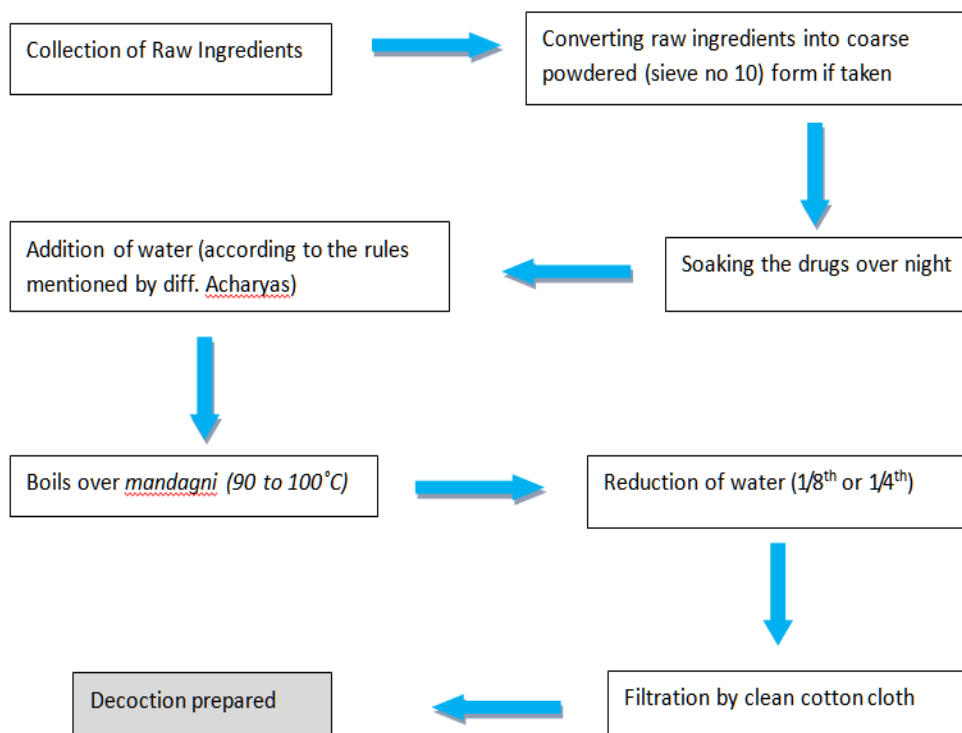 Collection of Raw Ingredients
Converting raw ingredients into coarse
powdered (sieve no 10) form if taken
Soaking the drugs over night
Addition of water (according to the rules
mentioned by diff. Acharyas)
Boils over mandagni (90 to 100˚C)
Reduction of water (1/8th or 1/4th)
Filtration by clean cotton cloth
Decoction prepared